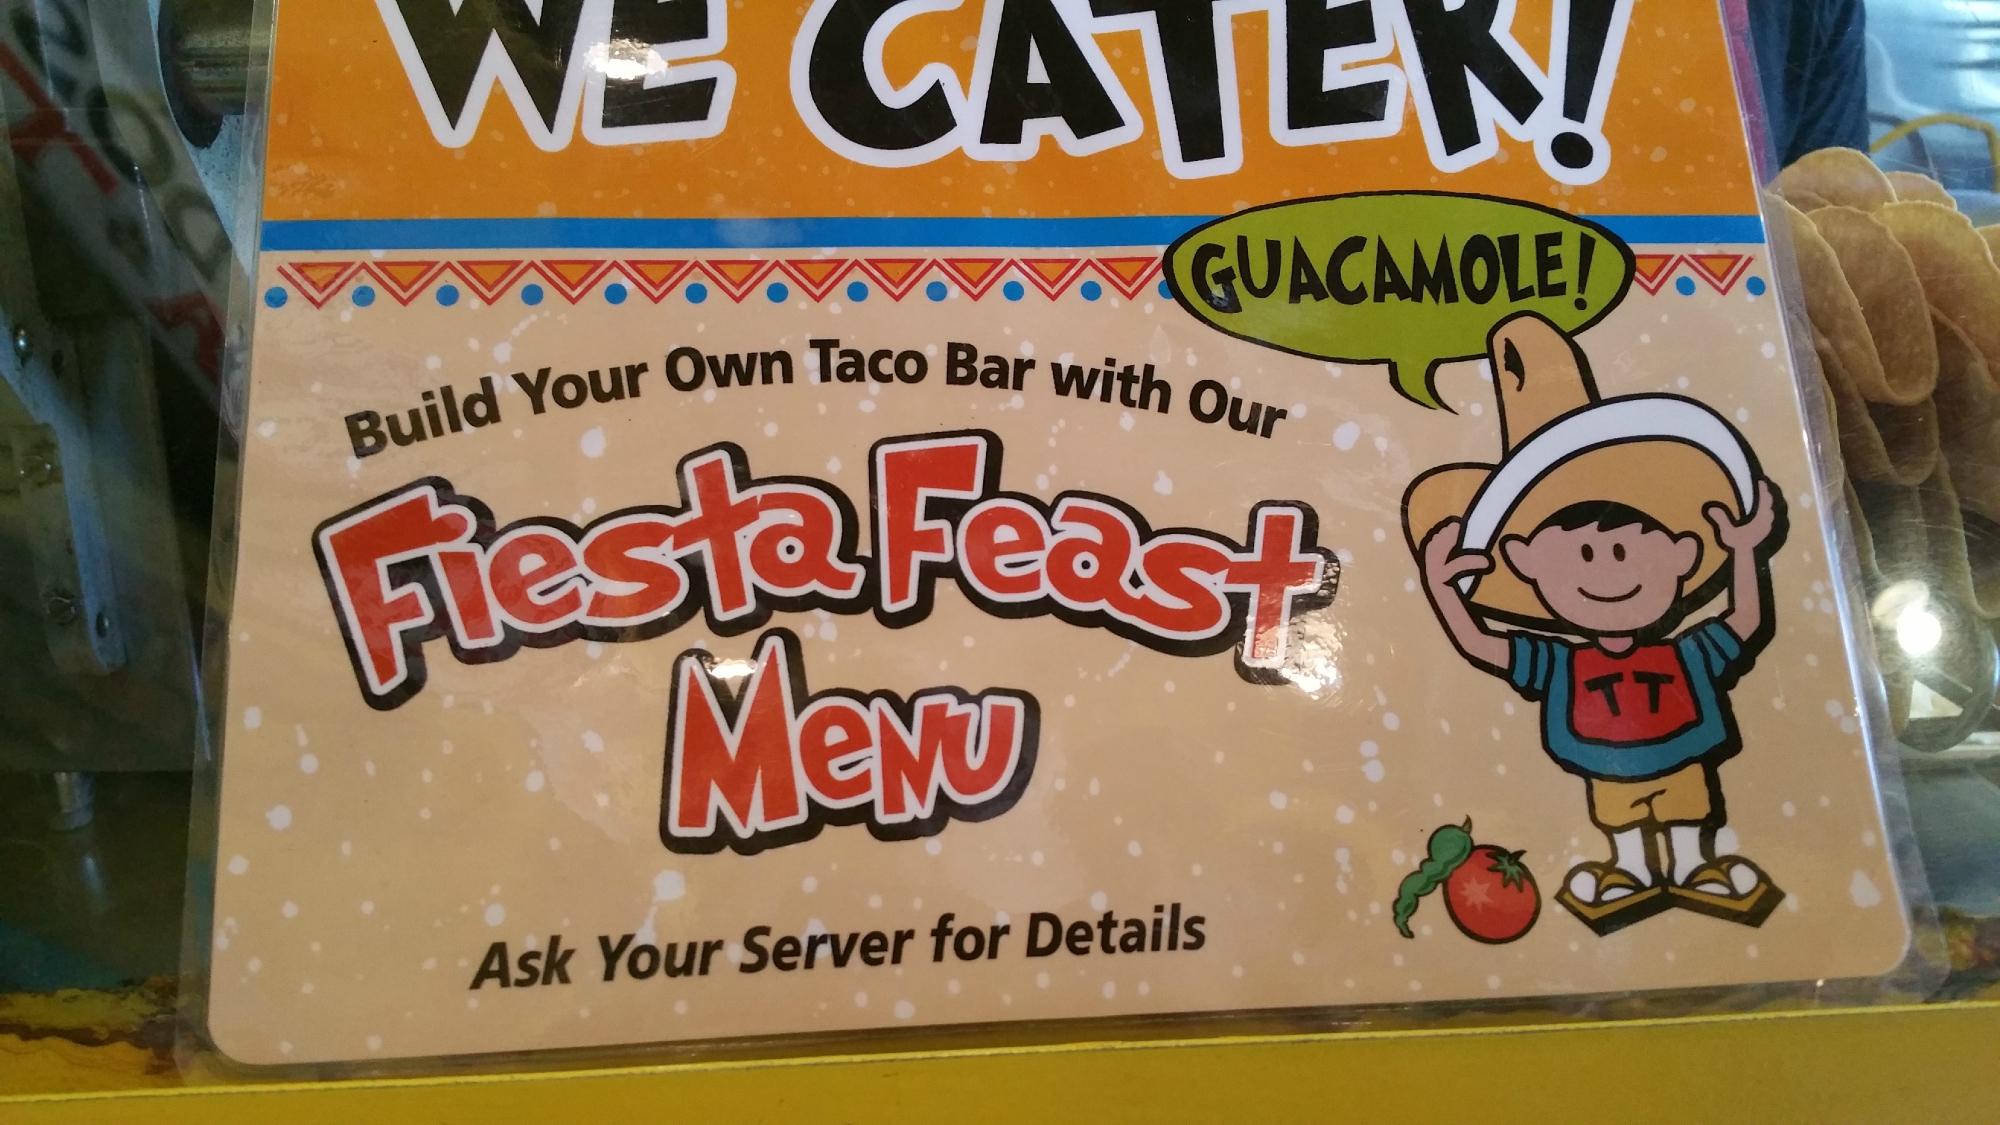 WE CATER!
GUACAMOLE!
Build Your Own Taco Bar with Our
Fiesta Feast
Menu
TT
Ask Your Server for Details